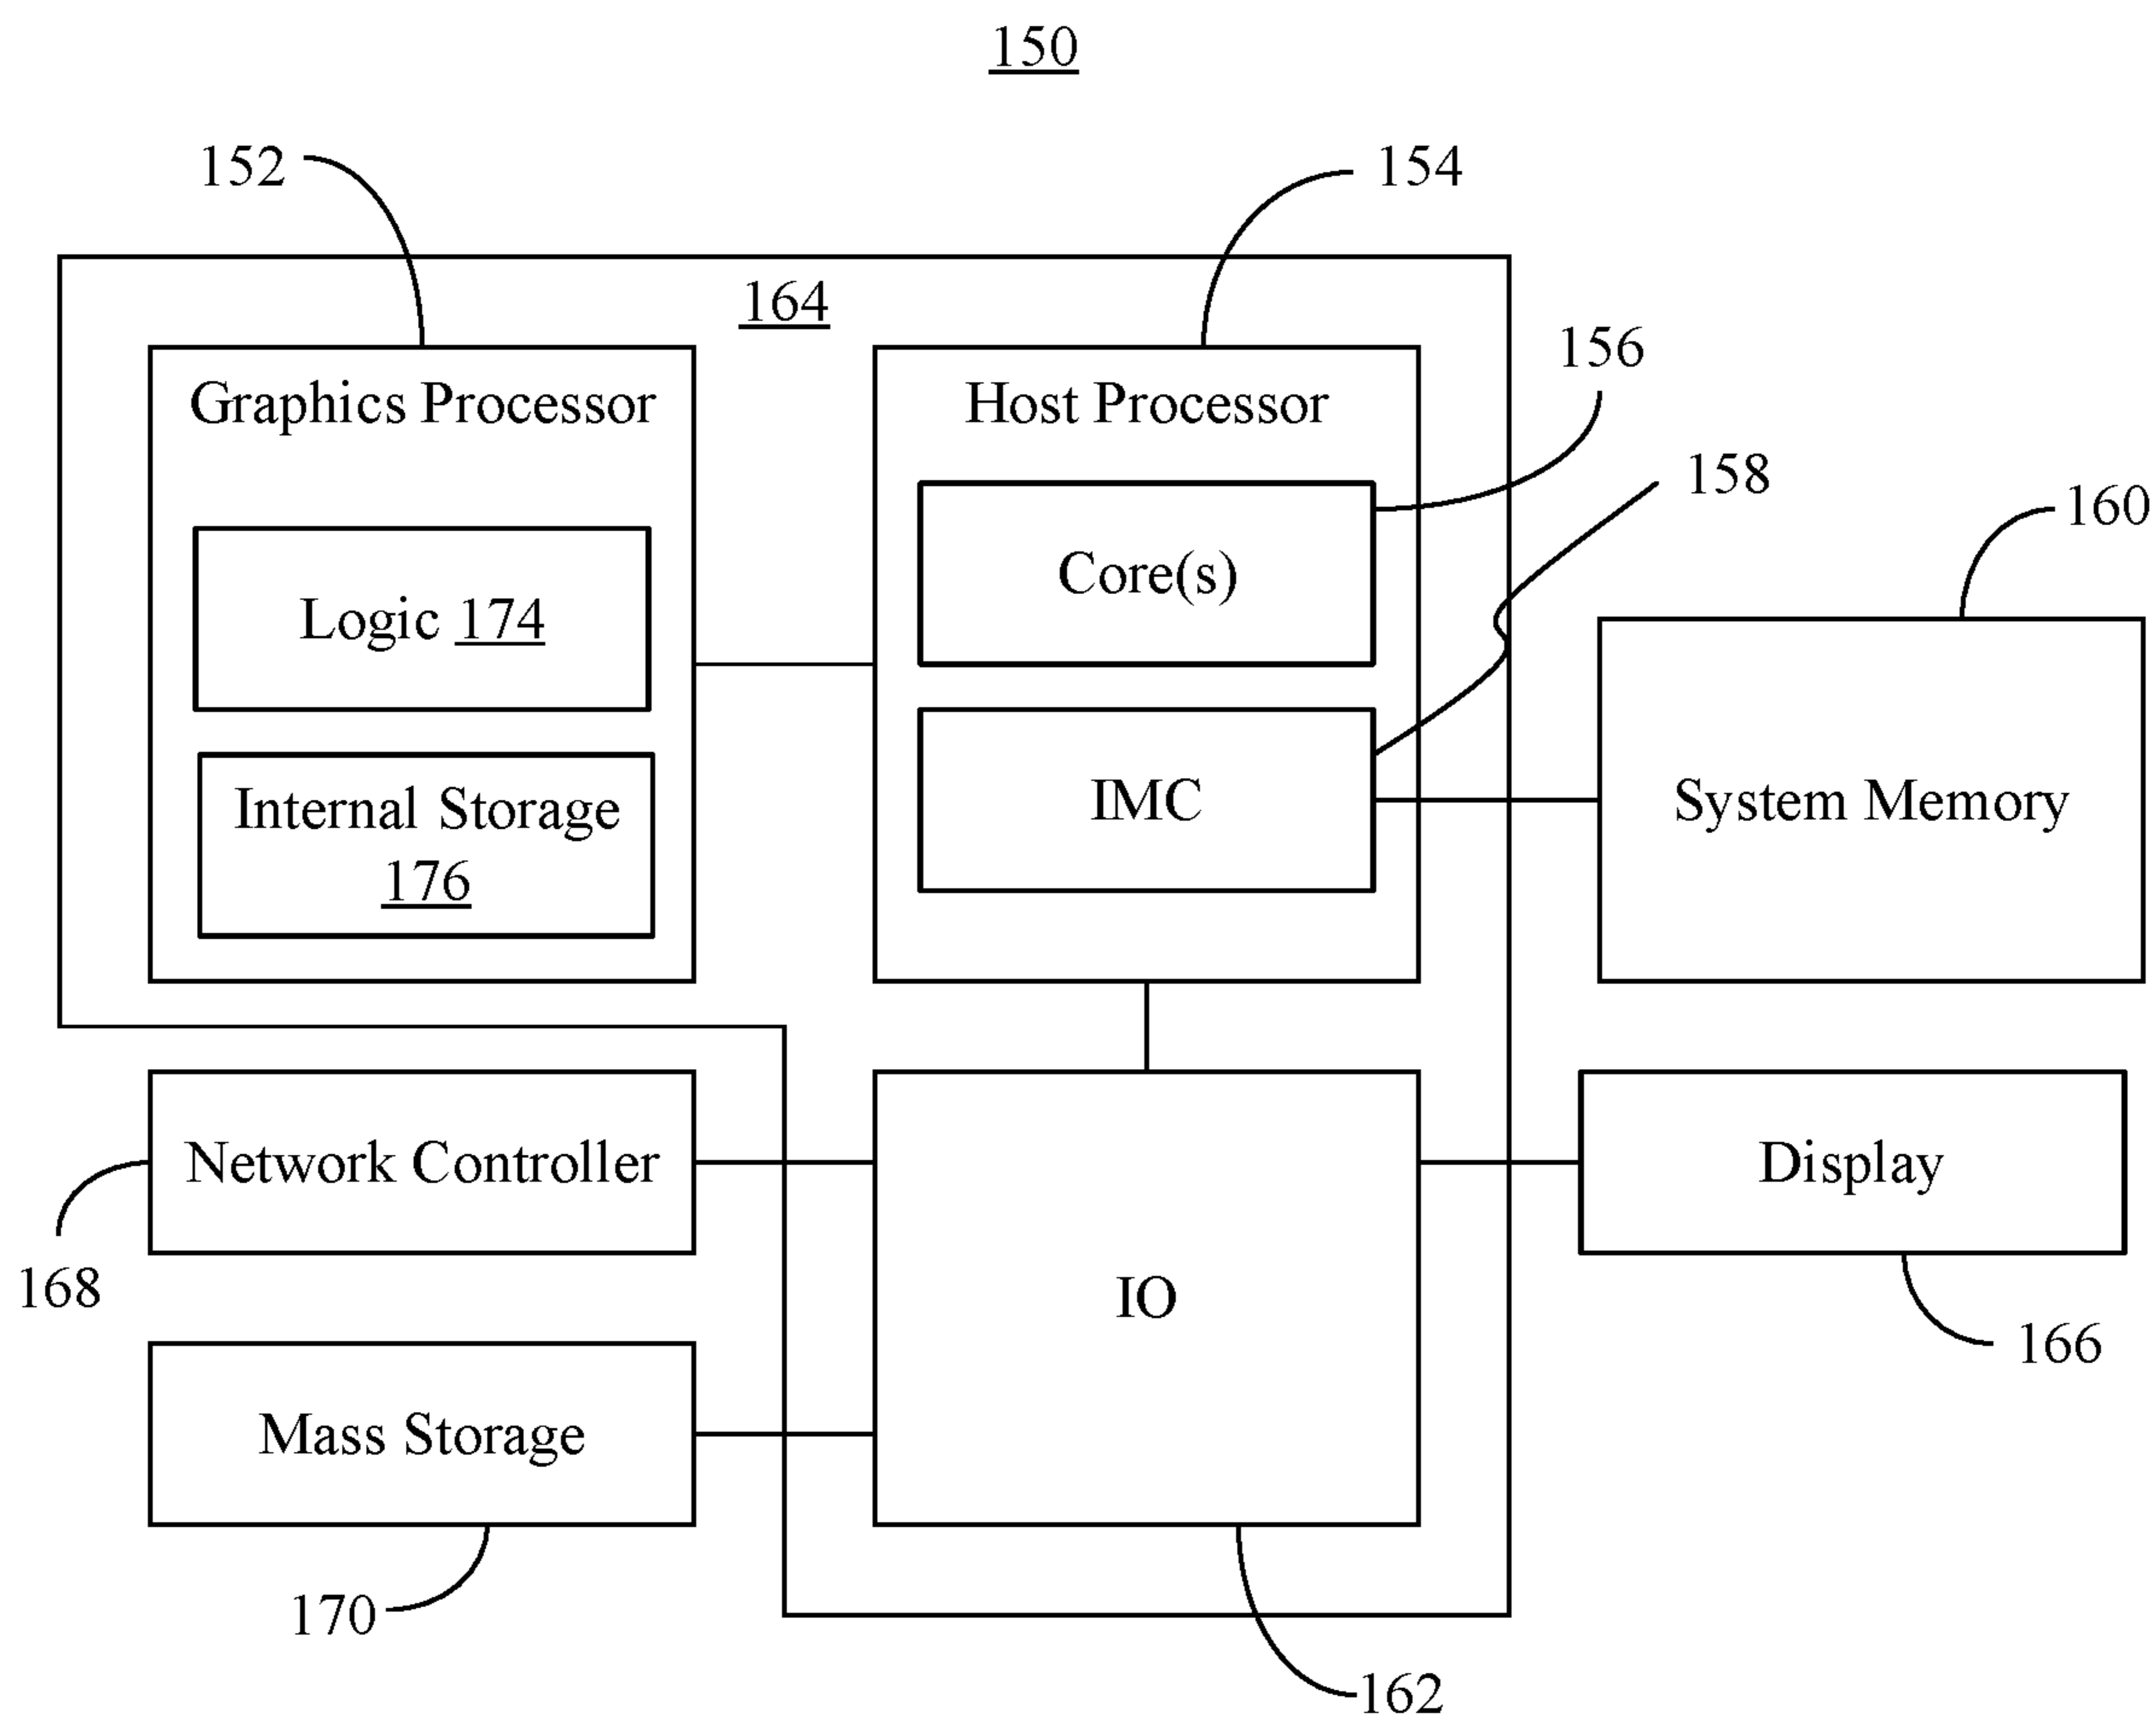 150
152
154
164
156
Graphics Processor
Host Processor
158
160
Core(s)
Logic 174
IMC
System Memory
Internal Storage
176
Network Controller
Display
168
IO
166
Mass Storage
170
162